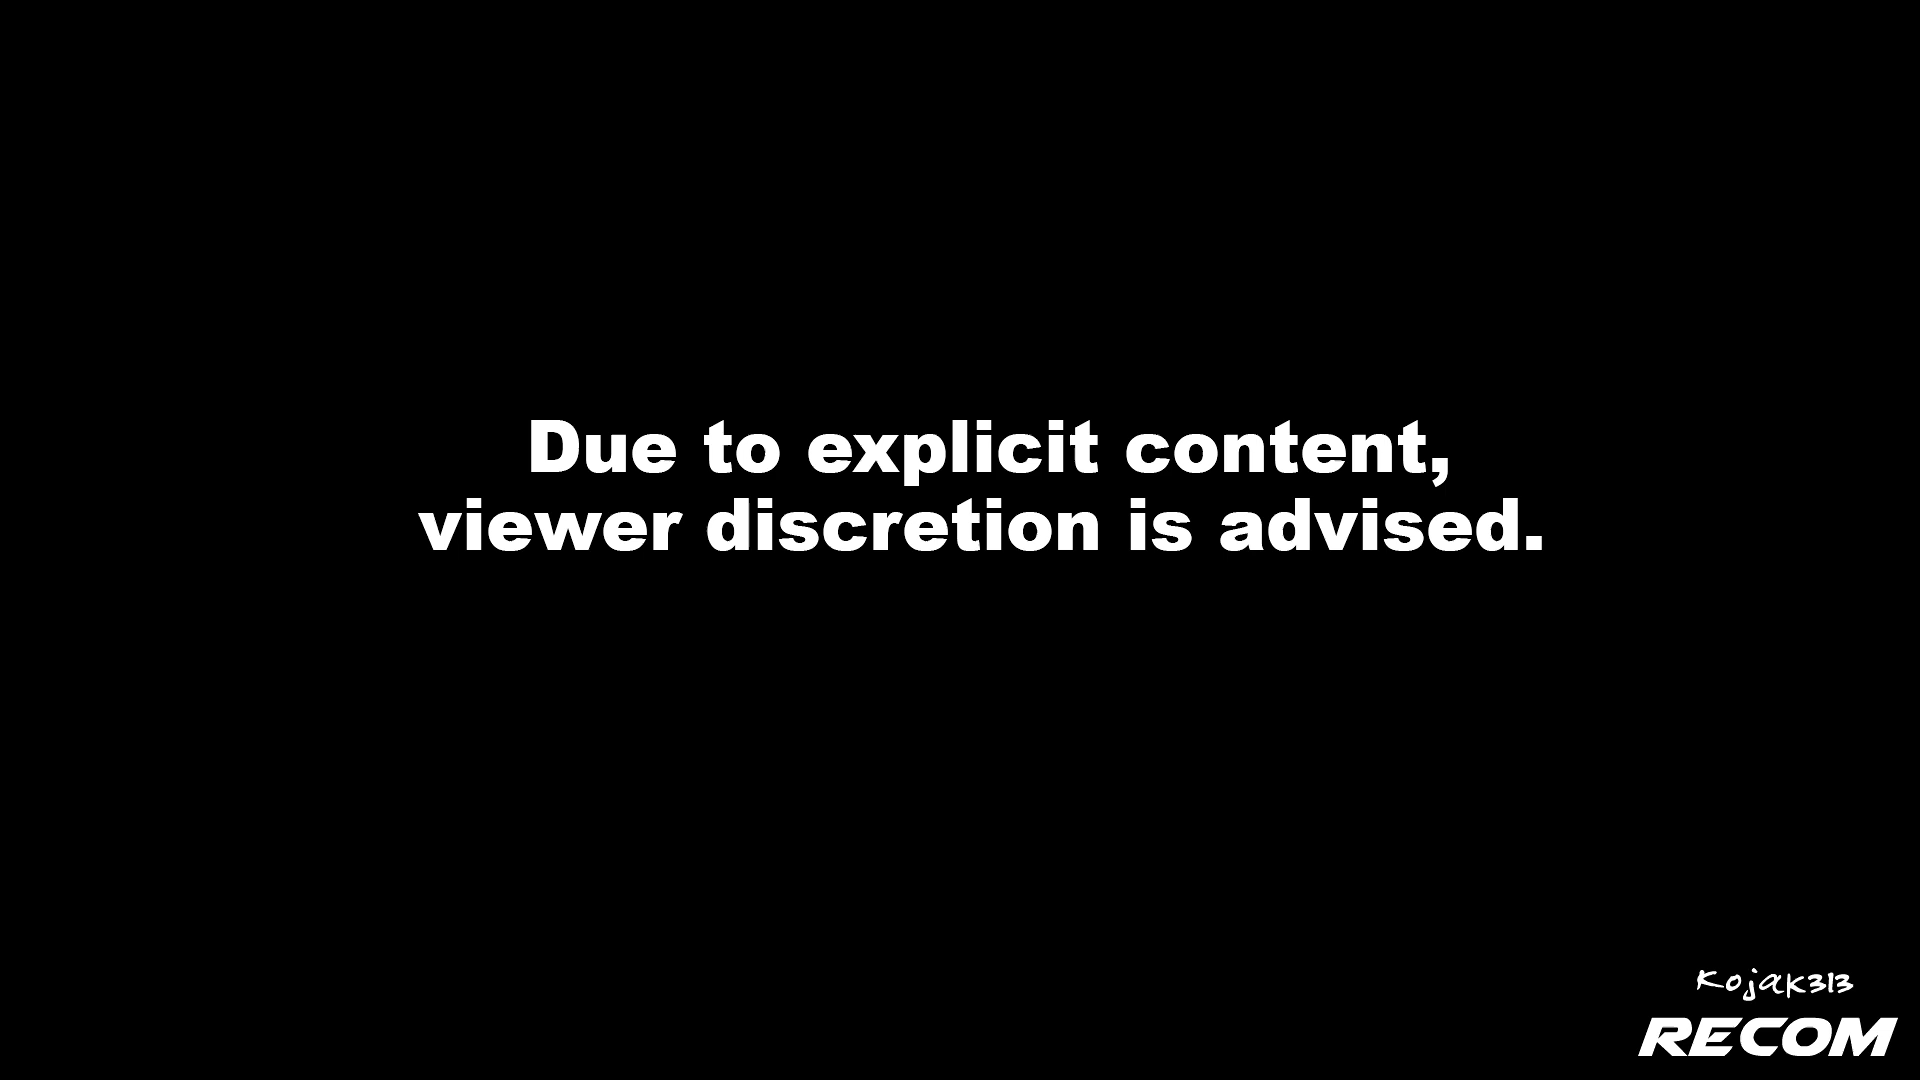 Due to explicit content,
viewer discretion is advised.
Kojak313
RECOM